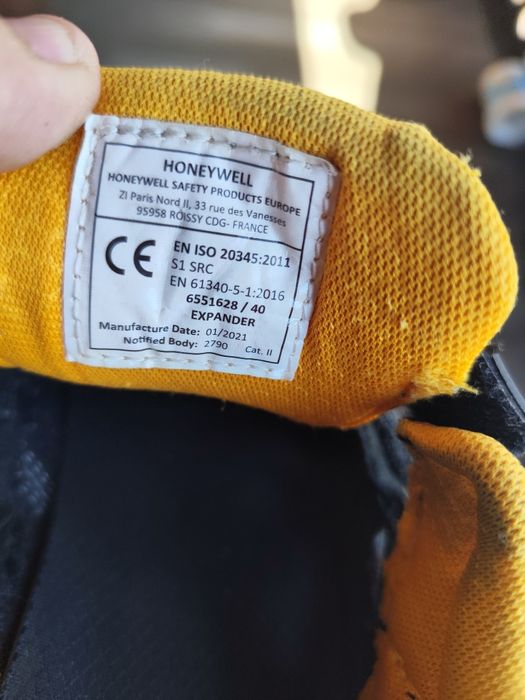 HONEYWELL
HONEYWELL SAFETY PRODUCTS EUROPE
ZI Paris Nord II, 33 rue des Vanesses
95958 ROISSY CDG- FRANCE
CE
EN ISO 20345:2011
S1 SRC
EN 61340-5-1:2016
6551628 / 40
EXPANDER
Manufacture Date: 01/2021
Notified Body: 2790 Cat. II